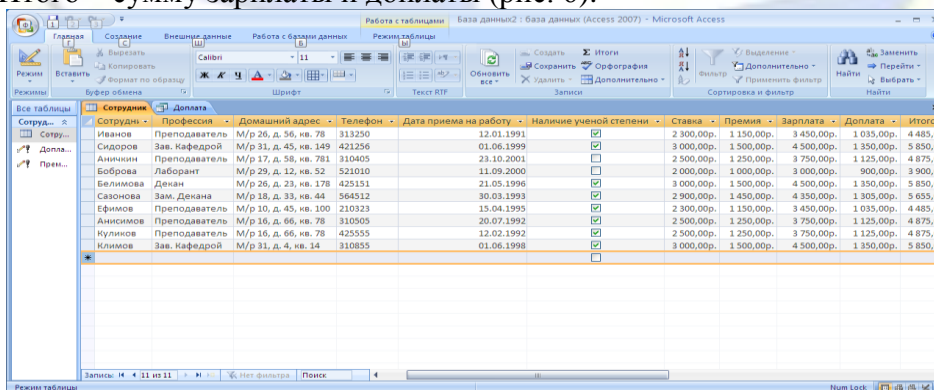 Итого – сумму зарплаты и доплаты (рис. 6).
Работа с таблицами База данных2 : база данных (Access 2007) - Microsoft Access
Главная Создание Внешние данные Работа с базами данных Режим таблицы
Режим
Режимы
Вставить
Вырезать
Копировать
Формат по образцу
Буфер обмена
Calibri 11
Ж К Ч
Шрифт
Текст RTF
Обновить все
Создать Σ Итоги
Сохранить Орфография
Удалить Дополнительно
Записи
Фильтр
Выделение
Дополнительно
Применить фильтр
Сортировка и фильтр
Найти
Заменить
Перейти
Выбрать
Найти
Все таблицы
Сотруд...
Сотру...
Допла...
Прем...
Сотрудник Доплата
Сотрудни Профессия Домашний адрес Телефон Дата приема на работу Наличие ученой степени Ставка Премия Зарплата Доплата Итого
Иванов Преподаватель М/р 26, д. 56, кв. 78 313250 12.01.1991 2 300,00р. 1 150,00р. 3 450,00р. 1 035,00р. 4 485,
Сидоров Зав. Кафедрой М/р 31, д. 45, кв. 149 421256 01.06.1999 3 000,00р. 1 500,00р. 4 500,00р. 1 350,00р. 5 850,
Аничкин Преподаватель М/р 17, д. 58, кв. 781 310405 23.10.2001 2 500,00р. 1 250,00р. 3 750,00р. 1 125,00р. 4 875,
Боброва Лаборант М/р 29, д. 12, кв. 52 521010 11.09.2000 2 000,00р. 1 000,00р. 3 000,00р. 900,00р. 3 900,
Белимова Декан М/р 26, д. 23, кв. 178 425151 21.05.1996 3 000,00р. 1 500,00р. 4 500,00р. 1 350,00р. 5 850,
Сазонова Зам. Декана М/р 18, д. 33, кв. 44 564512 30.03.1993 2 900,00р. 1 450,00р. 4 350,00р. 1 305,00р. 5 655,
Ефимов Преподаватель М/р 10, д. 45, кв. 100 210323 15.04.1995 2 300,00р. 1 150,00р. 3 450,00р. 1 035,00р. 4 485,
Анисимов Преподаватель М/р 16, д. 66, кв. 78 310505 20.07.1992 2 500,00р. 1 250,00р. 3 750,00р. 1 125,00р. 4 875,
Куликов Преподаватель М/р 16, д. 66, кв. 78 425555 12.02.1992 2 500,00р. 1 250,00р. 3 750,00р. 1 125,00р. 4 875,
Климов Зав. Кафедрой М/р 31, д. 4, кв. 14 310855 01.06.1998 3 000,00р. 1 500,00р. 4 500,00р. 1 350,00р. 5 850,
Запись: 11 из 11 Нет фильтра Поиск
Режим таблицы Num Lock